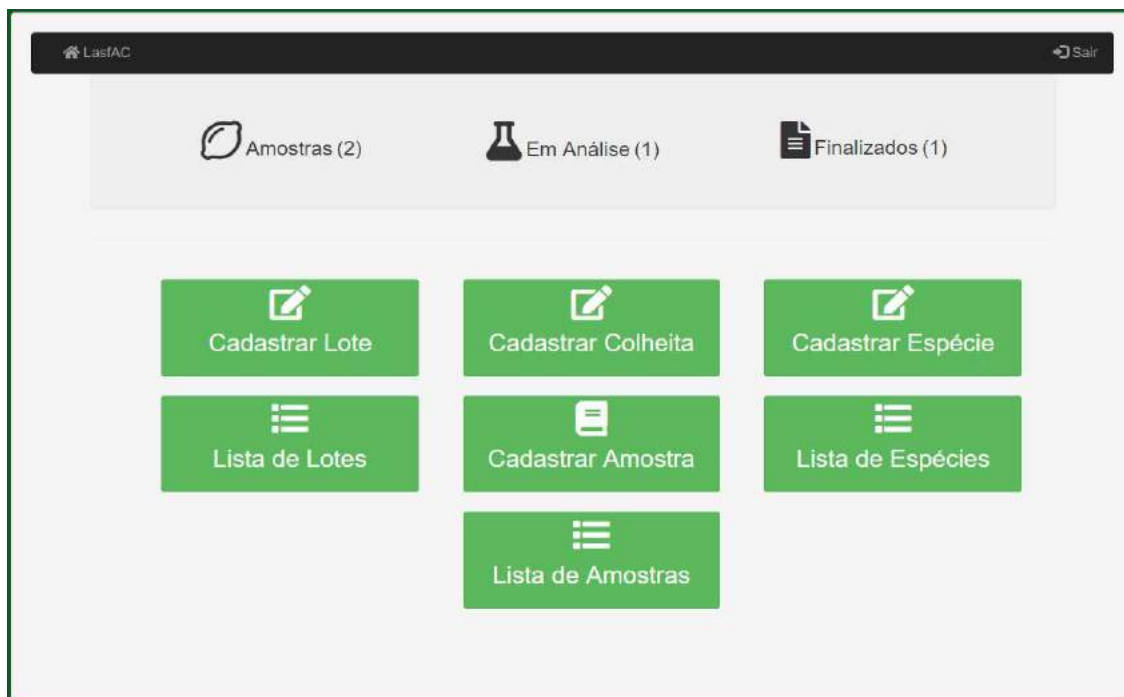 LasfAC
Sair
Amostras (2)
Em Análise (1)
Finalizados (1)
Cadastrar Lote
Cadastrar Colheita
Cadastrar Espécie
Lista de Lotes
Cadastrar Amostra
Lista de Espécies
Lista de Amostras